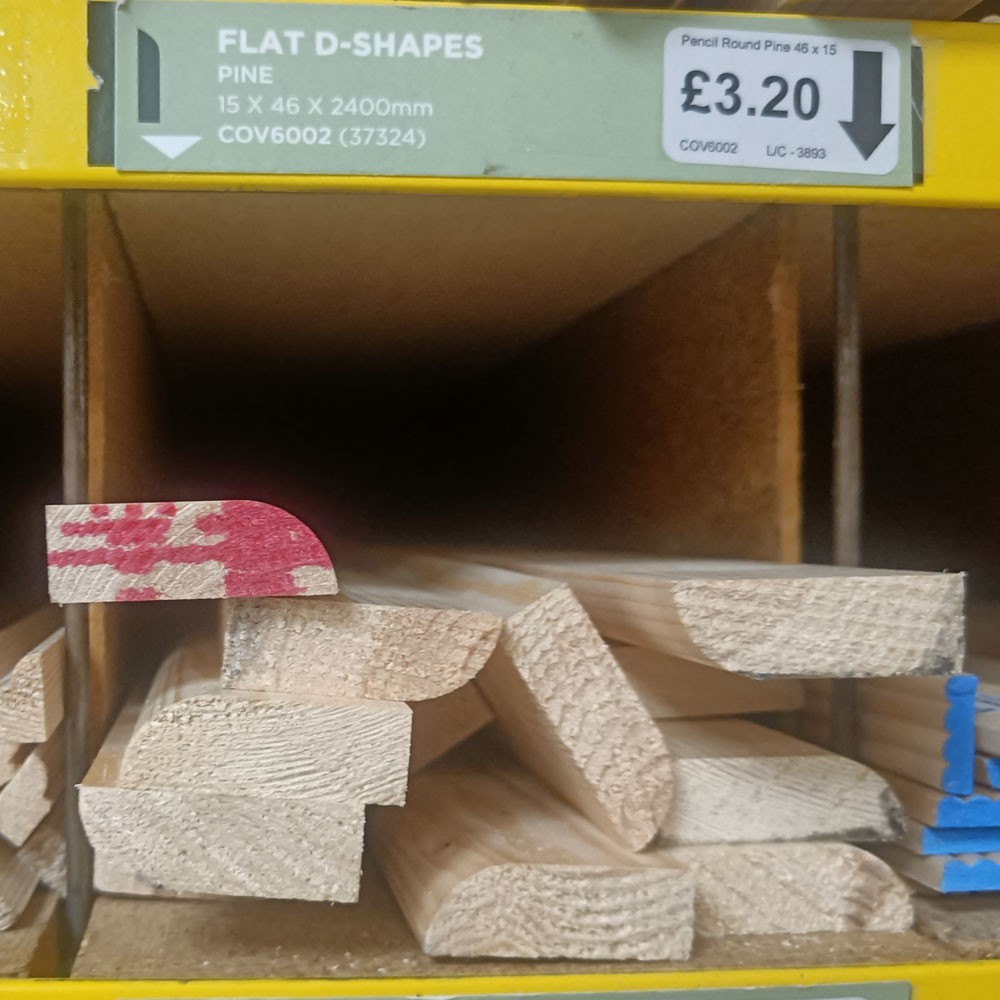 FLAT D-SHAPES
PINE
15 X 46 X 2400mm
COV6002 (37324)
Pencil Round Pine 46 x 15
£3.20
COV6002 L/C - 3893